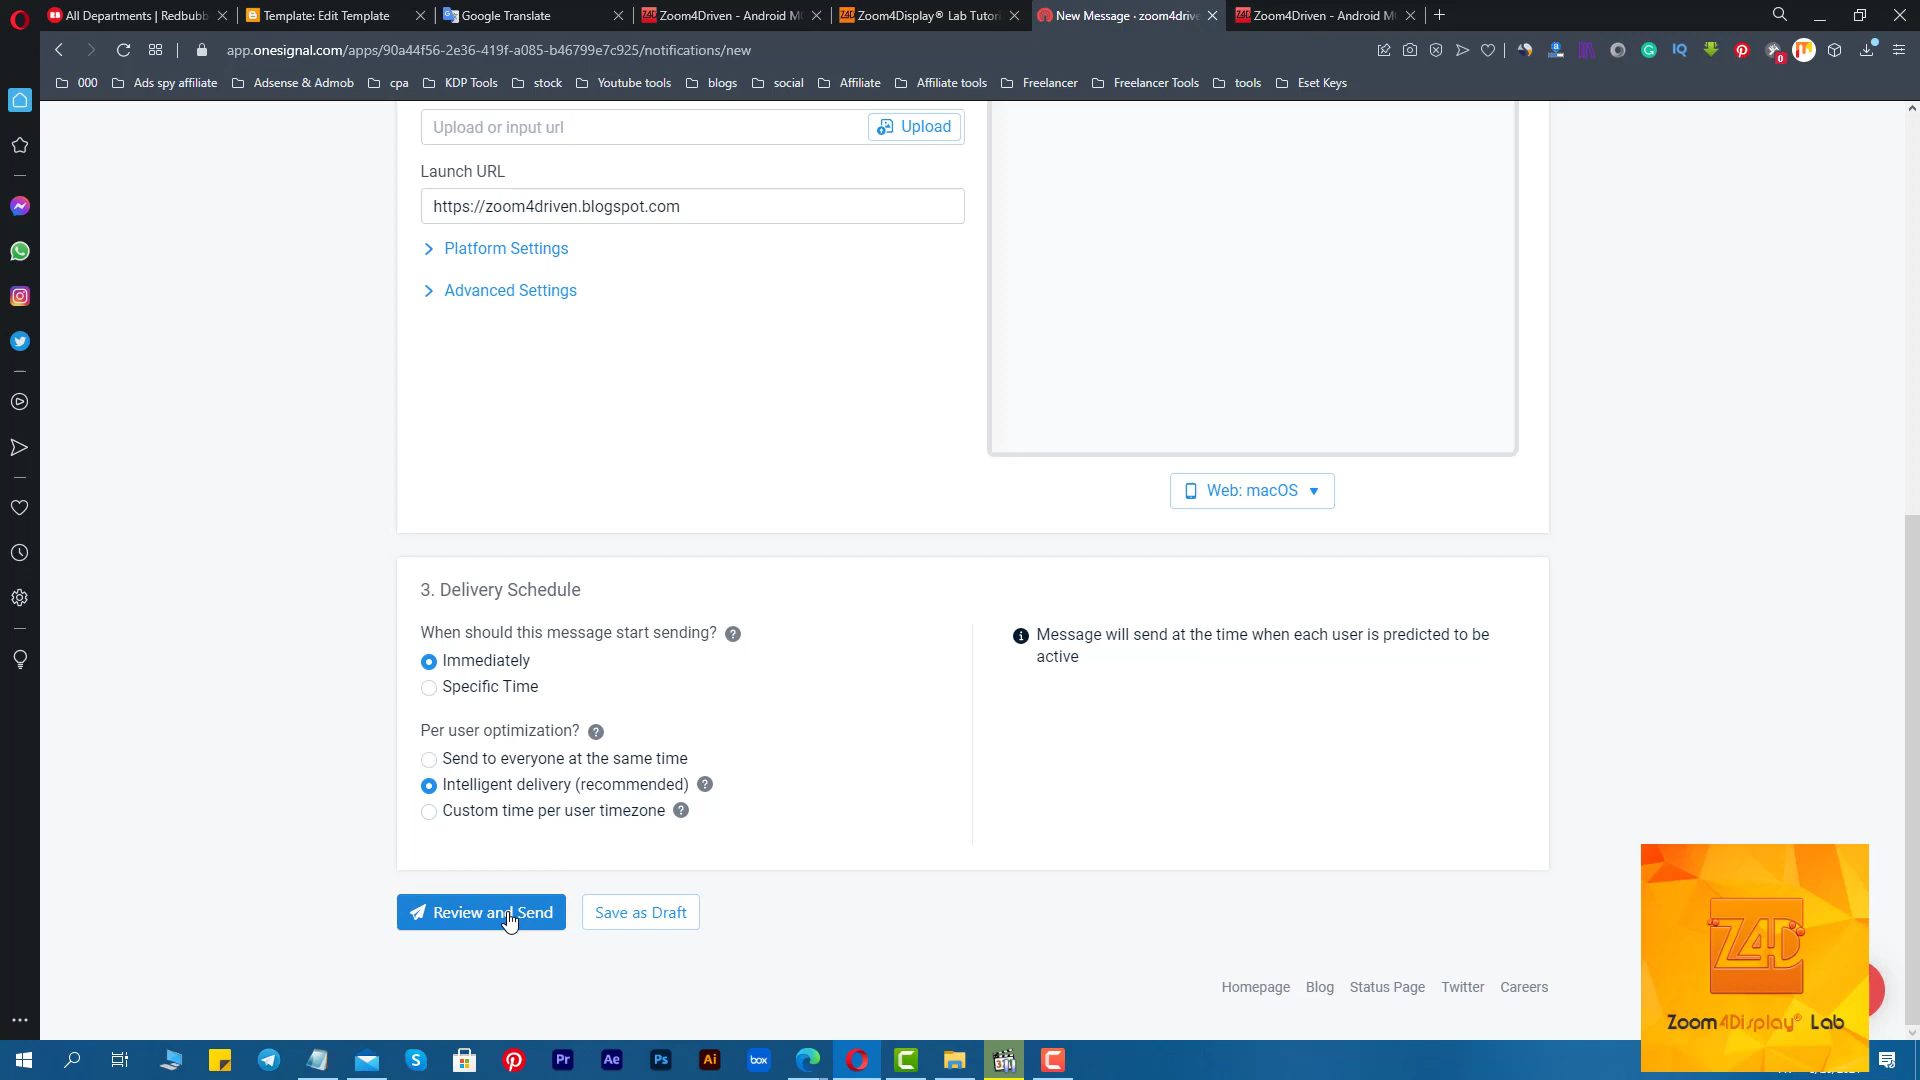 All Departments | Redbubb
Template: Edit Template
Google Translate
Zoom4Driven - Android M
Zoom4Display® Lab Tutori
New Message · zoom4drive
Zoom4Driven - Android M
app.onesignal.com/apps/90a44f56-2e36-419f-a085-b46799e7c925/notifications/new
000
Ads spy affiliate
Adsense & Admob
cpa
KDP Tools
stock
Youtube tools
blogs
social
Affiliate
Affiliate tools
Freelancer
Freelancer Tools
tools
Eset Keys
Upload or input url
Upload
Launch URL
https://zoom4driven.blogspot.com
Platform Settings
Advanced Settings
Web: macOS
3. Delivery Schedule
When should this message start sending?
Immediately
Specific Time
Per user optimization?
Send to everyone at the same time
Intelligent delivery (recommended)
Custom time per user timezone
Message will send at the time when each user is predicted to be
active
Review and Send
Save as Draft
Homepage
Blog
Status Page
Twitter
Careers
Z4D
Zoom4Display® Lab